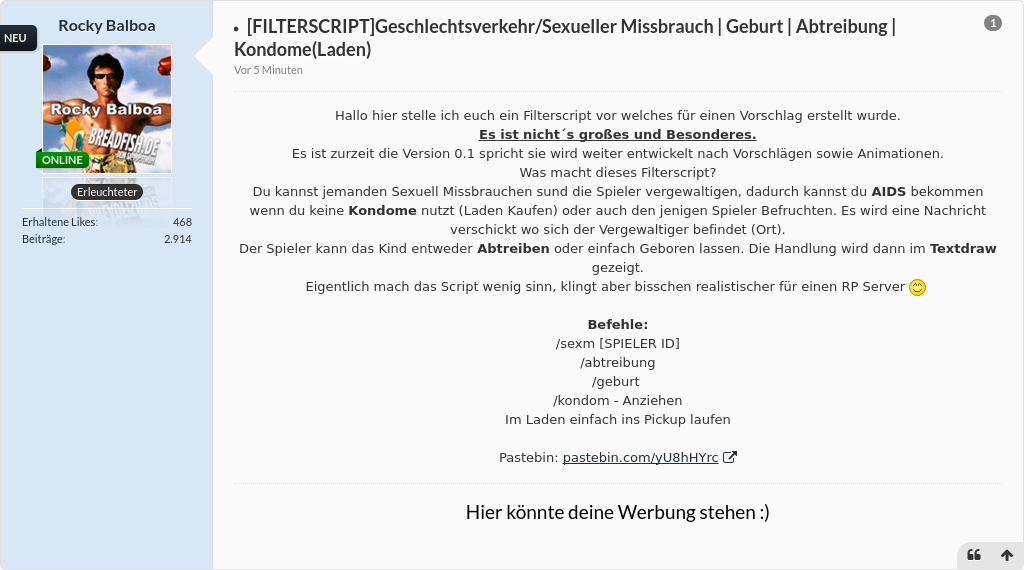 Rocky Balboa
NEU
Rocky Balboa
BREADFISH.DE
ONLINE
Erleuchteter
Erhaltene Likes: 468
Beiträge: 2.914
• [FILTERSCRIPT]Geschlechtsverkehr/Sexueller Missbrauch | Geburt | Abtreibung |
Kondome(Laden)
1
Vor 5 Minuten
Hallo hier stelle ich euch ein Filterscript vor welches für einen Vorschlag erstellt wurde.
Es ist nicht´s großes und Besonderes.
Es ist zurzeit die Version 0.1 spricht sie wird weiter entwickelt nach Vorschlägen sowie Animationen.
Was macht dieses Filterscript?
Du kannst jemanden Sexuell Missbrauchen sund die Spieler vergewaltigen, dadurch kannst du AIDS bekommen
wenn du keine Kondome nutzt (Laden Kaufen) oder auch den jenigen Spieler Befruchten. Es wird eine Nachricht
verschickt wo sich der Vergewaltiger befindet (Ort).
Der Spieler kann das Kind entweder Abtreiben oder einfach Geboren lassen. Die Handlung wird dann im Textdraw
gezeigt.
Eigentlich mach das Script wenig sinn, klingt aber bisschen realistischer für einen RP Server
Befehle:
/sexm [SPIELER ID]
/abtreibung
/geburt
/kondom - Anziehen
Im Laden einfach ins Pickup laufen
Pastebin: pastebin.com/yU8hHYrc
Hier könnte deine Werbung stehen :)